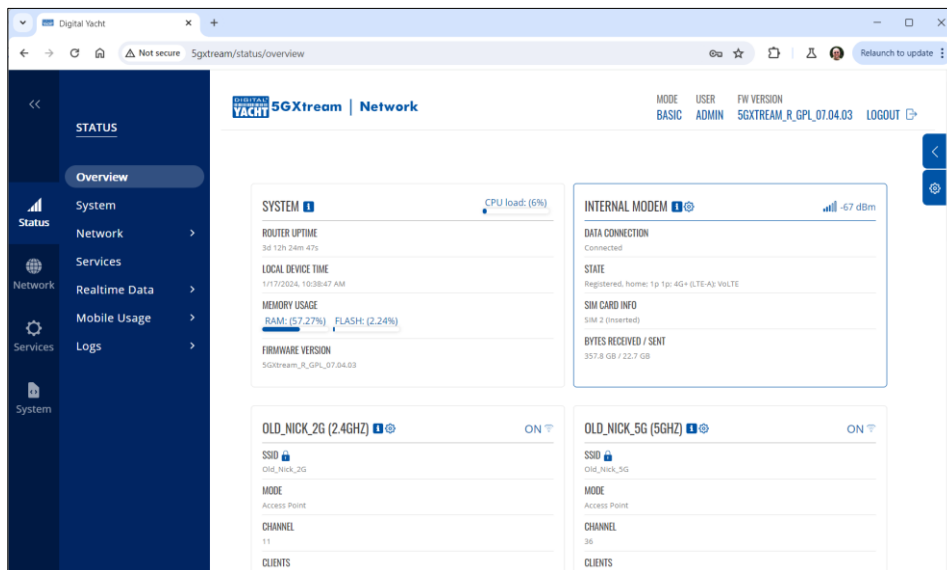 Digital Yacht
Not secure 5gxtream/status/overview
Relaunch to update
STATUS
Overview
System
Network
Services
Realtime Data
Mobile Usage
Logs
Status
Network
Services
System
DIGITAL YACHT 5GXtream | Network
MODE USER FW VERSION
BASIC ADMIN 5GXTREAM_R_GPL_07.04.03 LOGOUT
SYSTEM CPU load: (6%)
ROUTER UPTIME
3d 12h 24m 47s
LOCAL DEVICE TIME
1/17/2024, 10:38:47 AM
MEMORY USAGE
RAM: (57.27%) FLASH: (2.24%)
FIRMWARE VERSION
5GXtream_R_GPL_07.04.03
INTERNAL MODEM -67 dBm
DATA CONNECTION
Connected
STATE
Registered, home; 1p 1p; 4G+ (LTE-A); VoLTE
SIM CARD INFO
SIM 2 (Inserted)
BYTES RECEIVED / SENT
357.8 GB / 22.7 GB
OLD_NICK_2G (2.4GHZ) ON
SSID
Old_Nick_2G
MODE
Access Point
CHANNEL
11
CLIENTS
OLD_NICK_5G (5GHZ) ON
SSID
Old_Nick_5G
MODE
Access Point
CHANNEL
36
CLIENTS